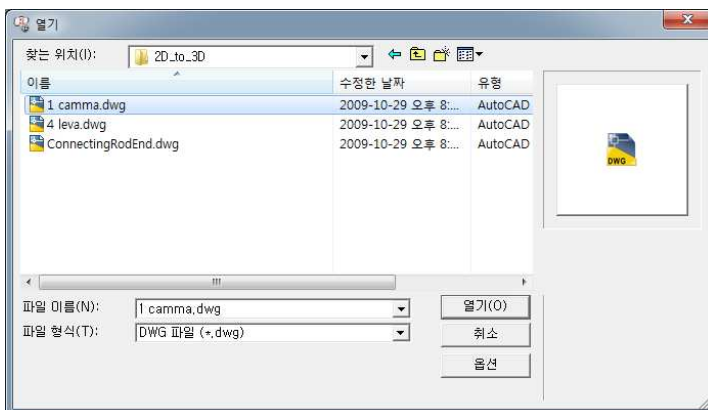 열기
찾는 위치(I): 2D_to_3D
이름 수정한 날짜 유형
1 camma.dwg 2009-10-29 오후 8:... AutoCAD
4 leva.dwg 2009-10-29 오후 8:... AutoCAD
ConnectingRodEnd.dwg 2009-10-29 오후 8:... AutoCAD
DWG
파일 이름(N): 1 camma.dwg 열기(O)
파일 형식(T): DWG 파일 (*.dwg) 취소
옵션